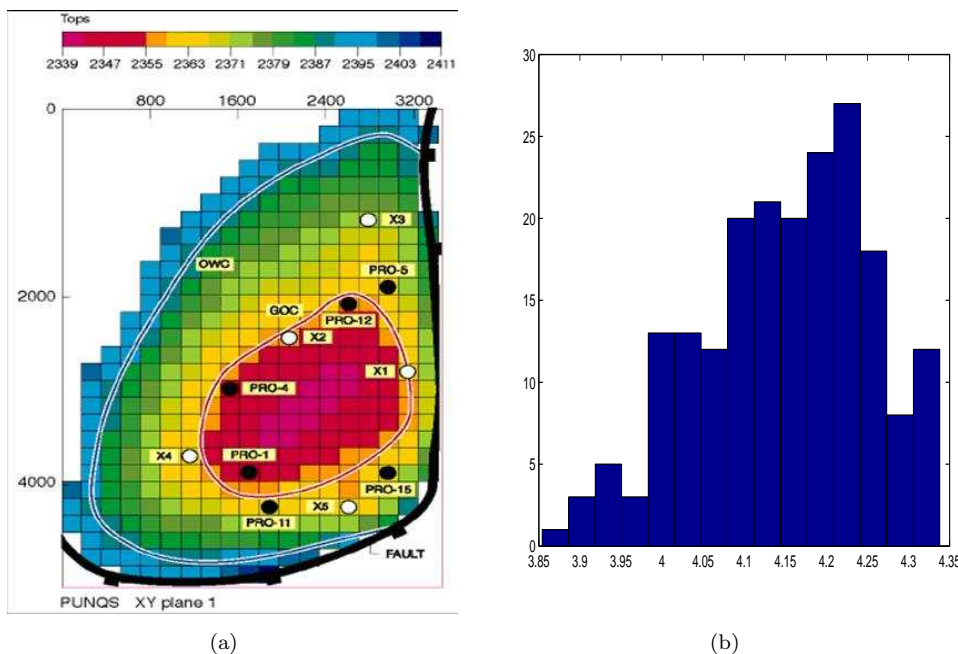 Tops
2339 2347 2355 2363 2371 2379 2387 2395 2403 2411
800 1600 2400 3200
0
X3
OWC
PRO-5
2000
GOC
PRO-12
X2
X1
PRO-4
X4
PRO-1
4000
PRO-15
X5
PRO-11
FAULT
PUNQS XY plane 1
(a)
30
25
20
15
10
5
0
3.85 3.9 3.95 4 4.05 4.1 4.15 4.2 4.25 4.3 4.35
(b)